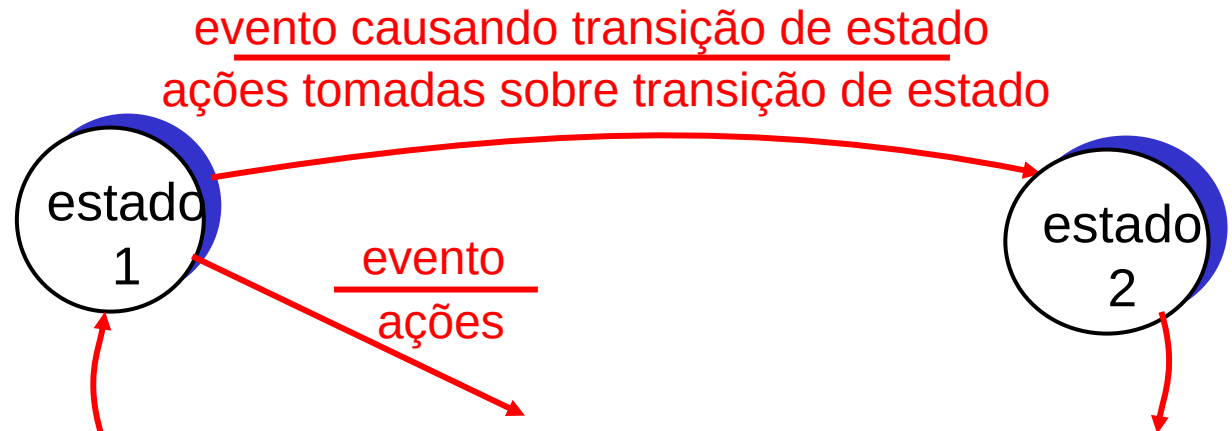 evento causando transição de estado
ações tomadas sobre transição de estado
estado
1
estado
2
evento
ações